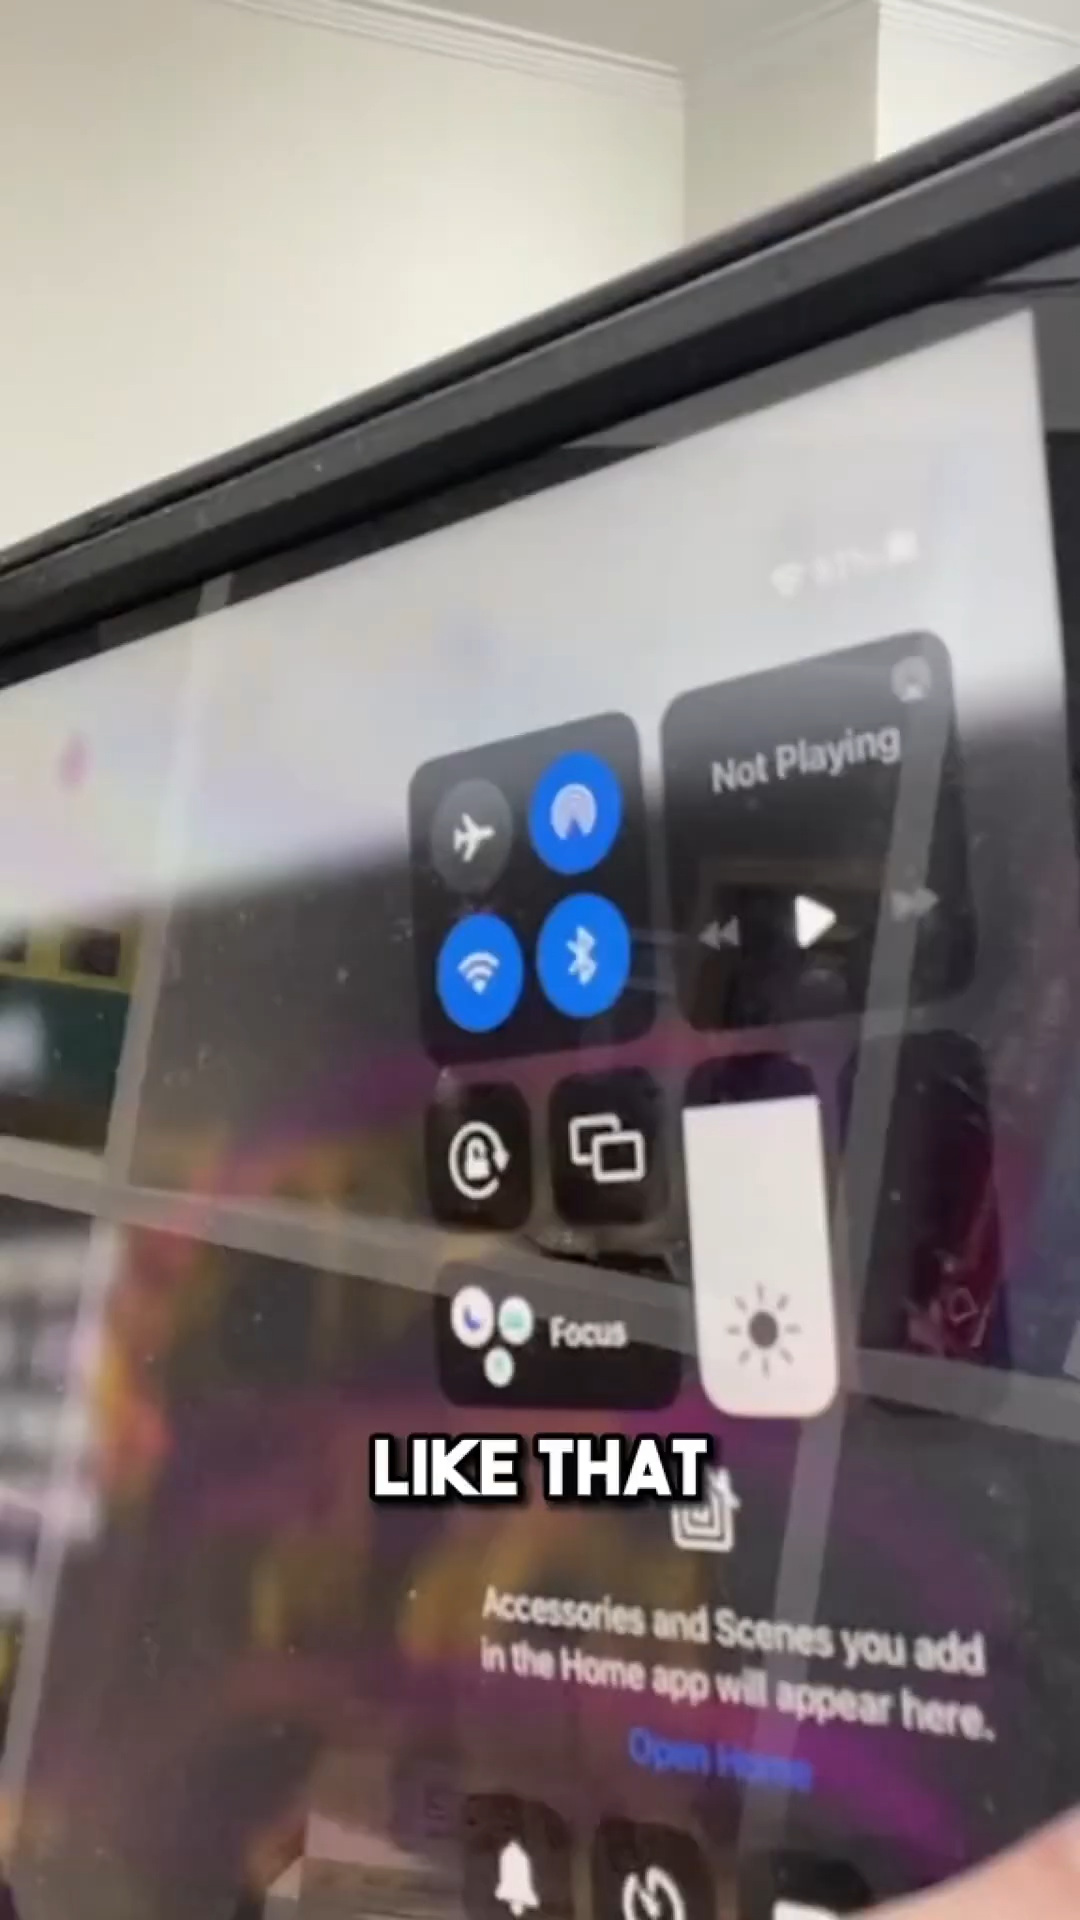 Not Playing
Focus
LIKE THAT
Accessories and Scenes you add
in the Home app will appear here.
Open Home